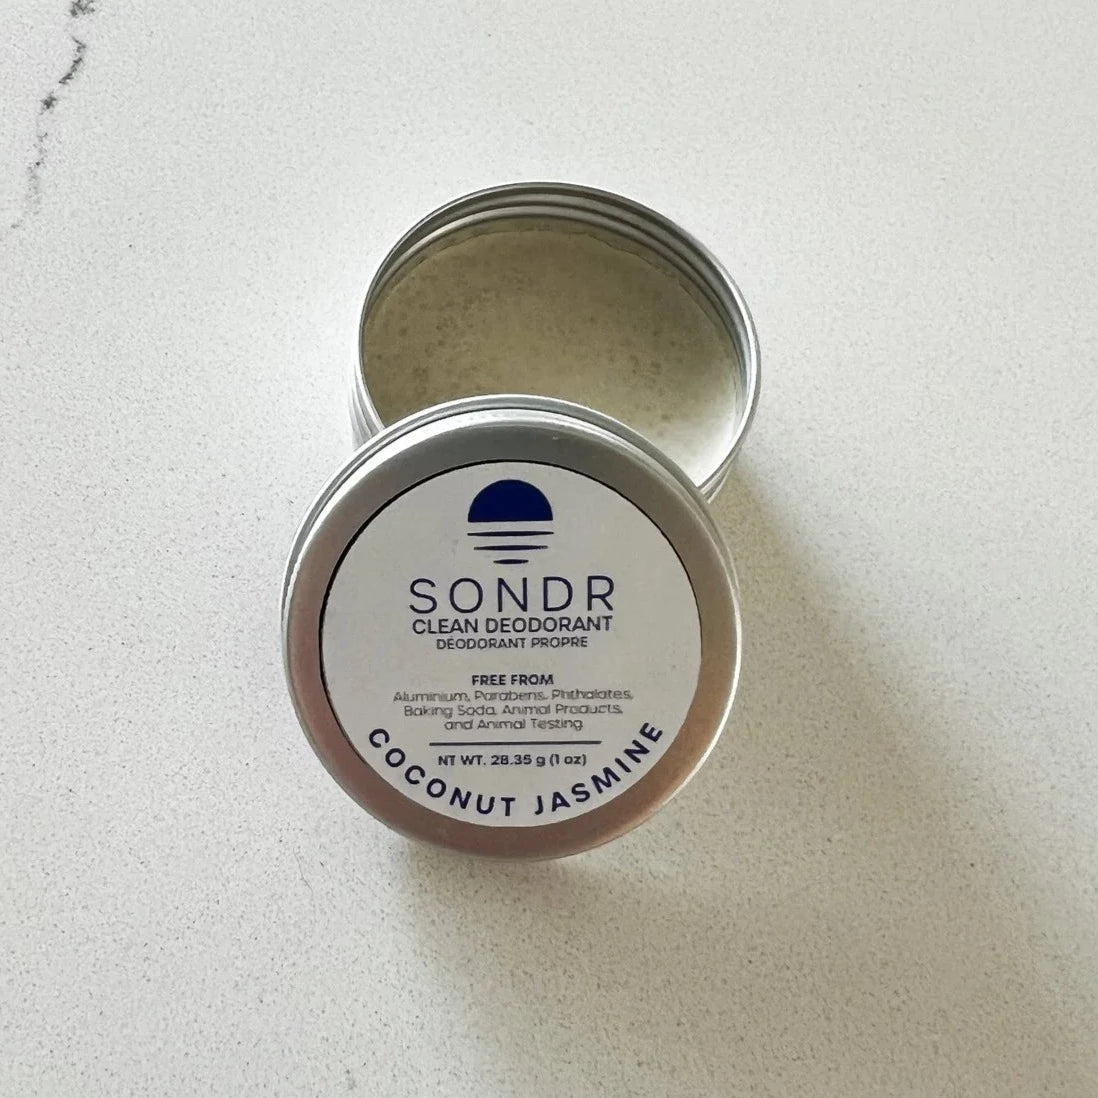 SONDR
CLEAN DEODORANT
DÉODORANT PROPRE
FREE FROM
Aluminium, Parabens, Phthalates,
Baking Soda, Animal Products,
and Animal Testing
NT WT. 28.35 g (1 oz)
COCONUT JASMINE